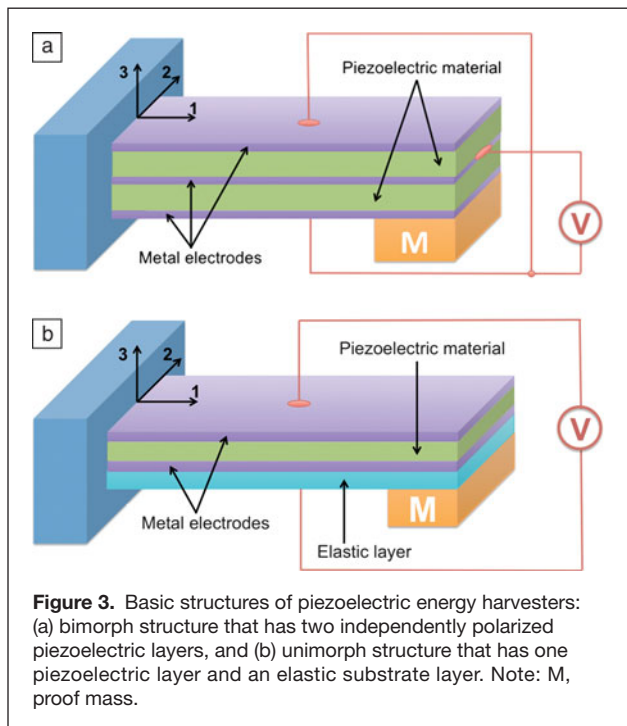 a
3
2
1
Piezoelectric material
V
Metal electrodes
M
b
3
2
1
Piezoelectric material
V
Metal electrodes
M
Elastic layer
Figure 3. Basic structures of piezoelectric energy harvesters:
(a) bimorph structure that has two independently polarized
piezoelectric layers, and (b) unimorph structure that has one
piezoelectric layer and an elastic substrate layer. Note: M,
proof mass.